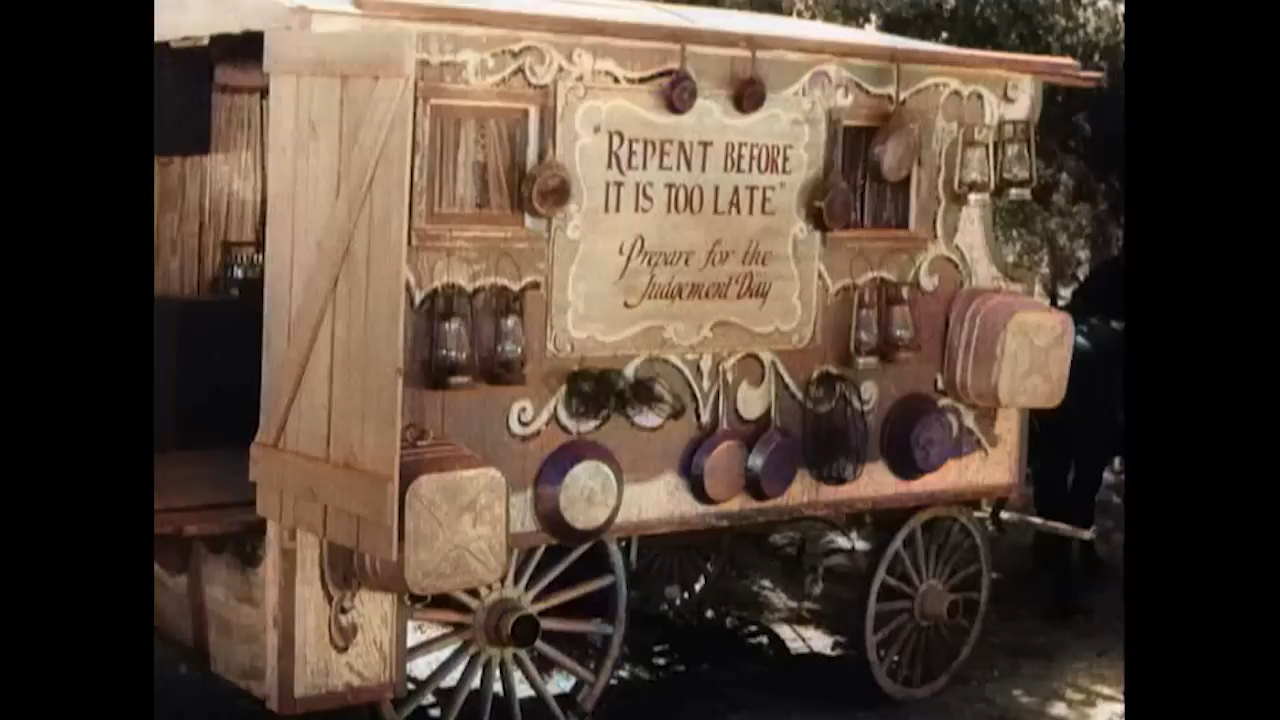 "REPENT BEFORE
IT IS TOO LATE"
Prepare for the
Judgement Day